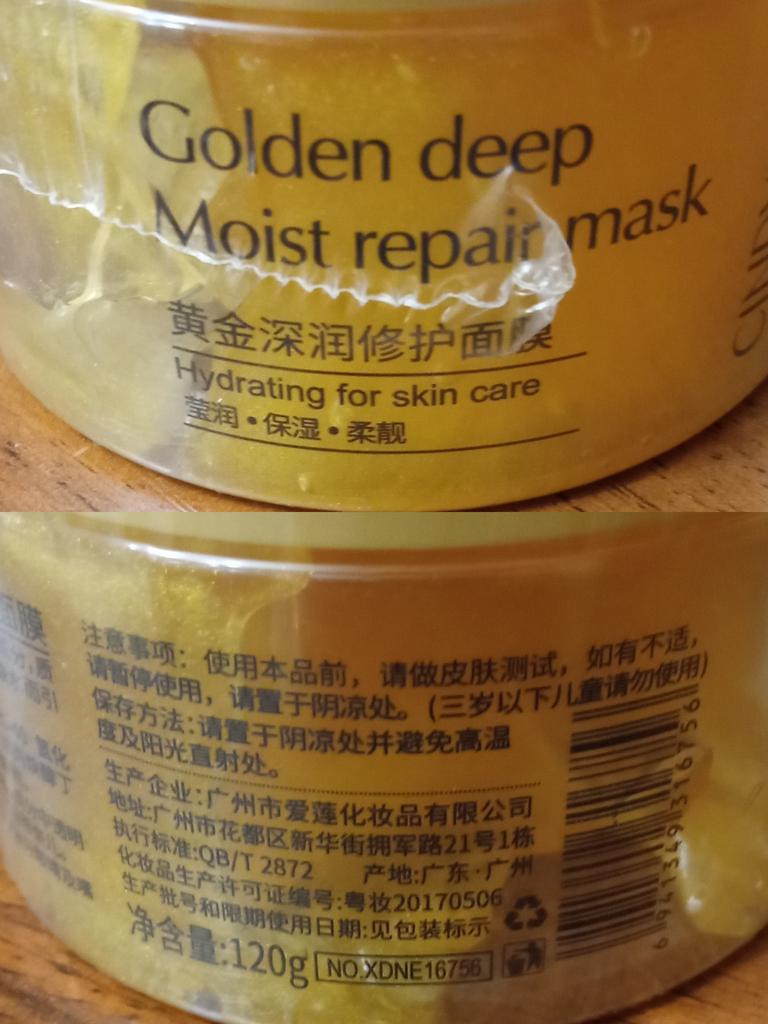 Golden deep
Moist repair mask
黄金深润修护面膜
Hydrating for skin care
莹润•保湿•柔靓
面膜
注意事项：使用本品前，请做皮肤测试，如有不适，
请暂停使用，请置于阴凉处。(三岁以下儿童请勿使用)
保存方法:请置于阴凉处并避免高温
度及阳光直射处。
生产企业:广州市爱莲化妆品有限公司
地址:广州市花都区新华街拥军路21号1栋
执行标准:QB/T 2872 产地:广东·广州
化妆品生产许可证编号:粤妆20170506
生产批号和限期使用日期:见包装标示
净含量:120g NO.XDNE16756
6 941349 316756